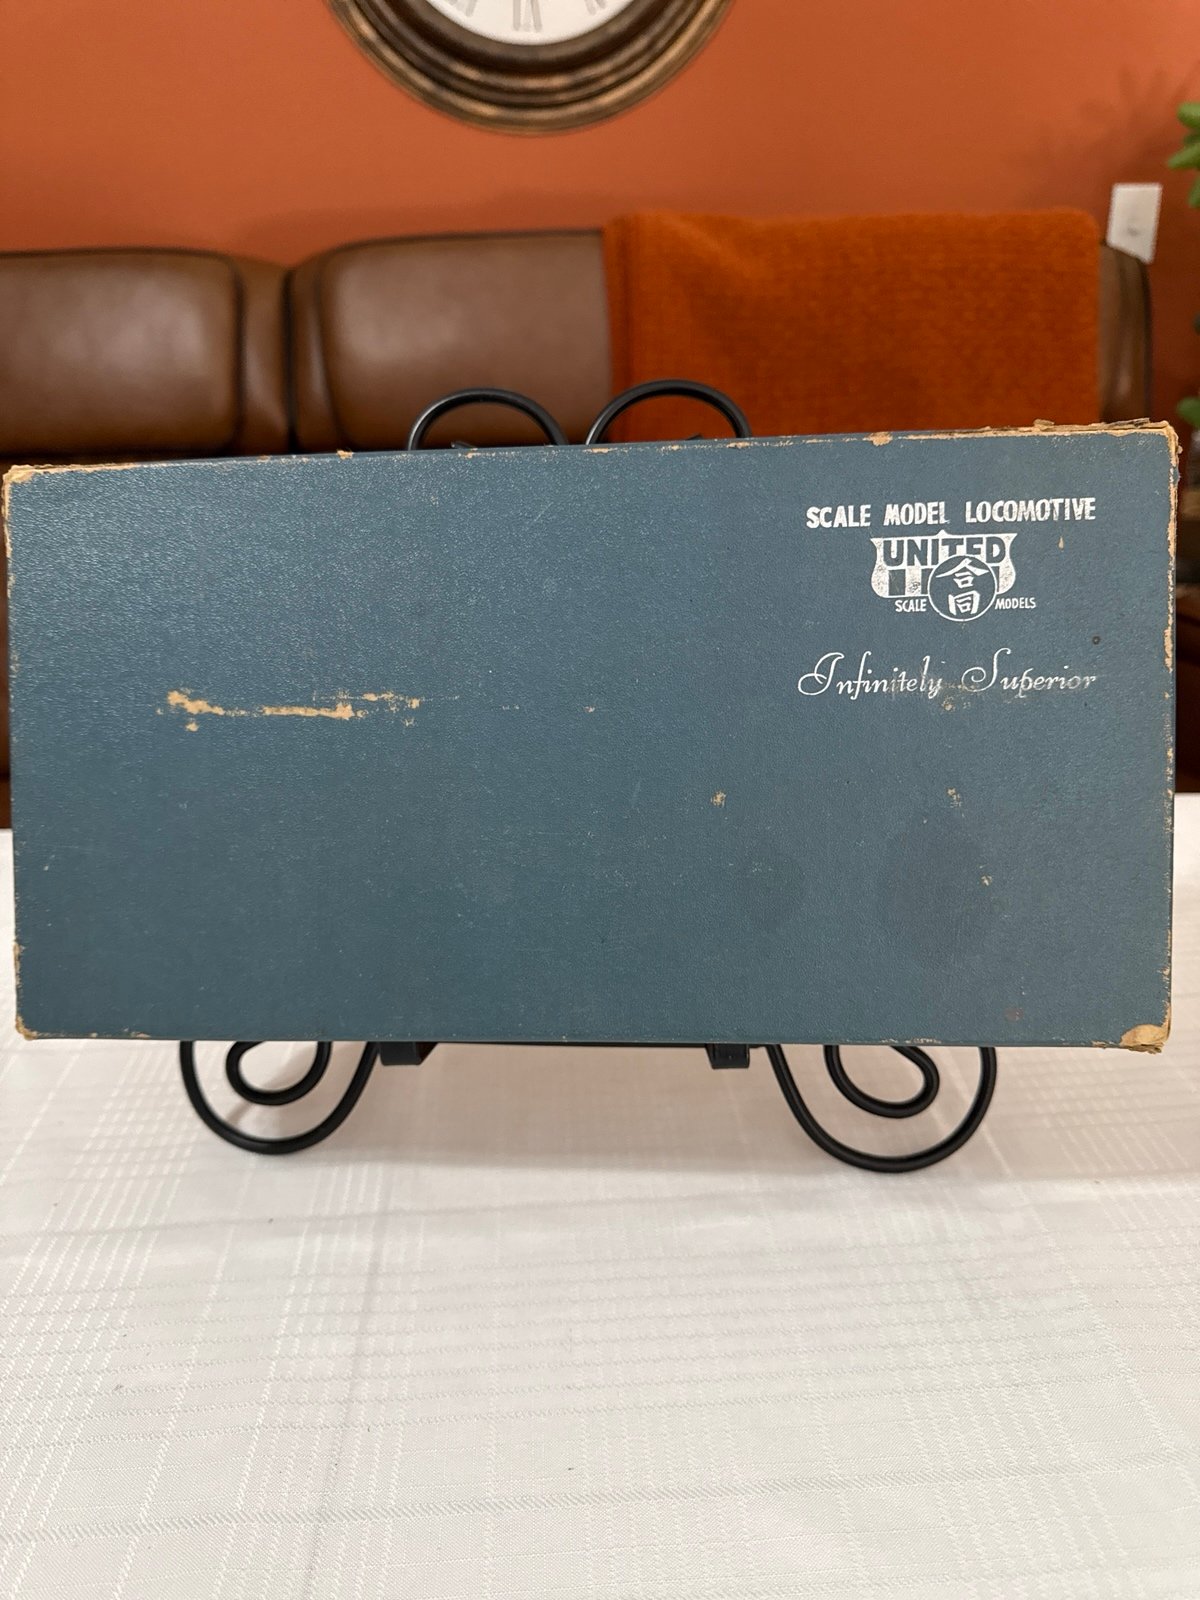 SCALE MODEL LOCOMOTIVE
UNITED
合同
SCALE MODELS
Infinitely Superior